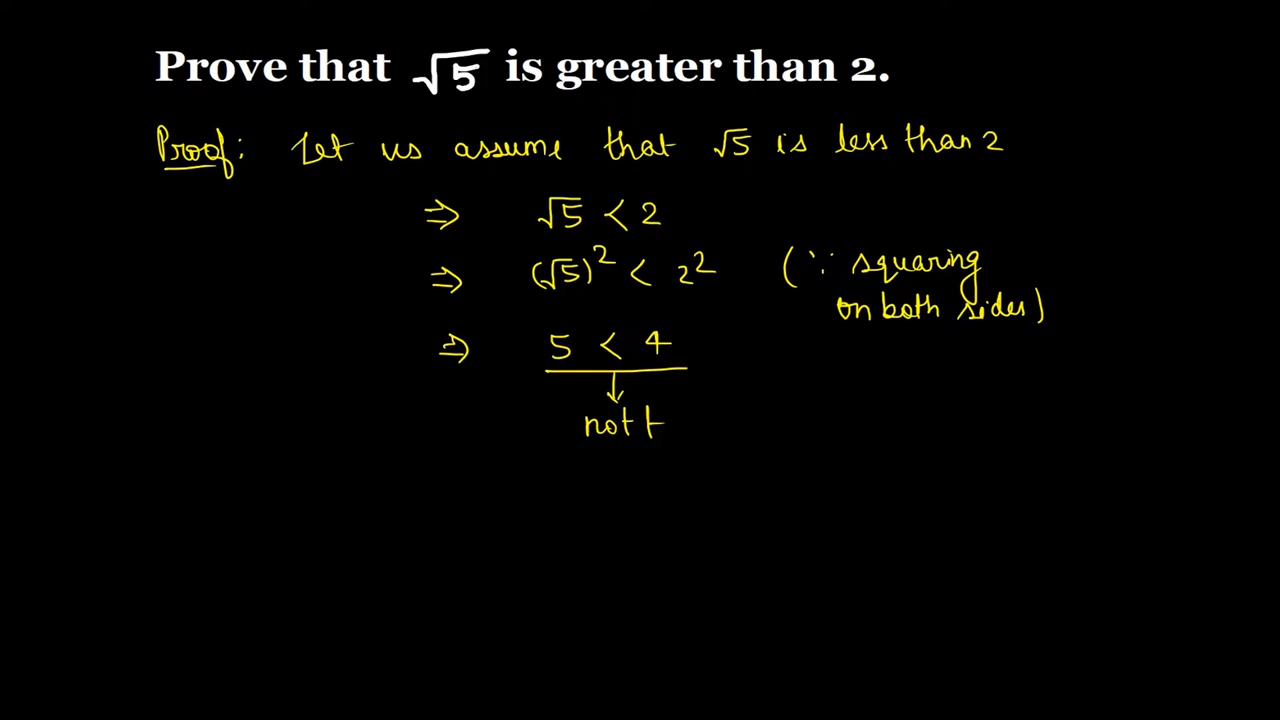 Prove that √5 is greater than 2.
Proof: Let us assume that √5 is less than 2
⇒ √5 < 2
⇒ (√5)² < 2² (∵ squaring
on both sides)
⇒ 5 < 4
↓
not t